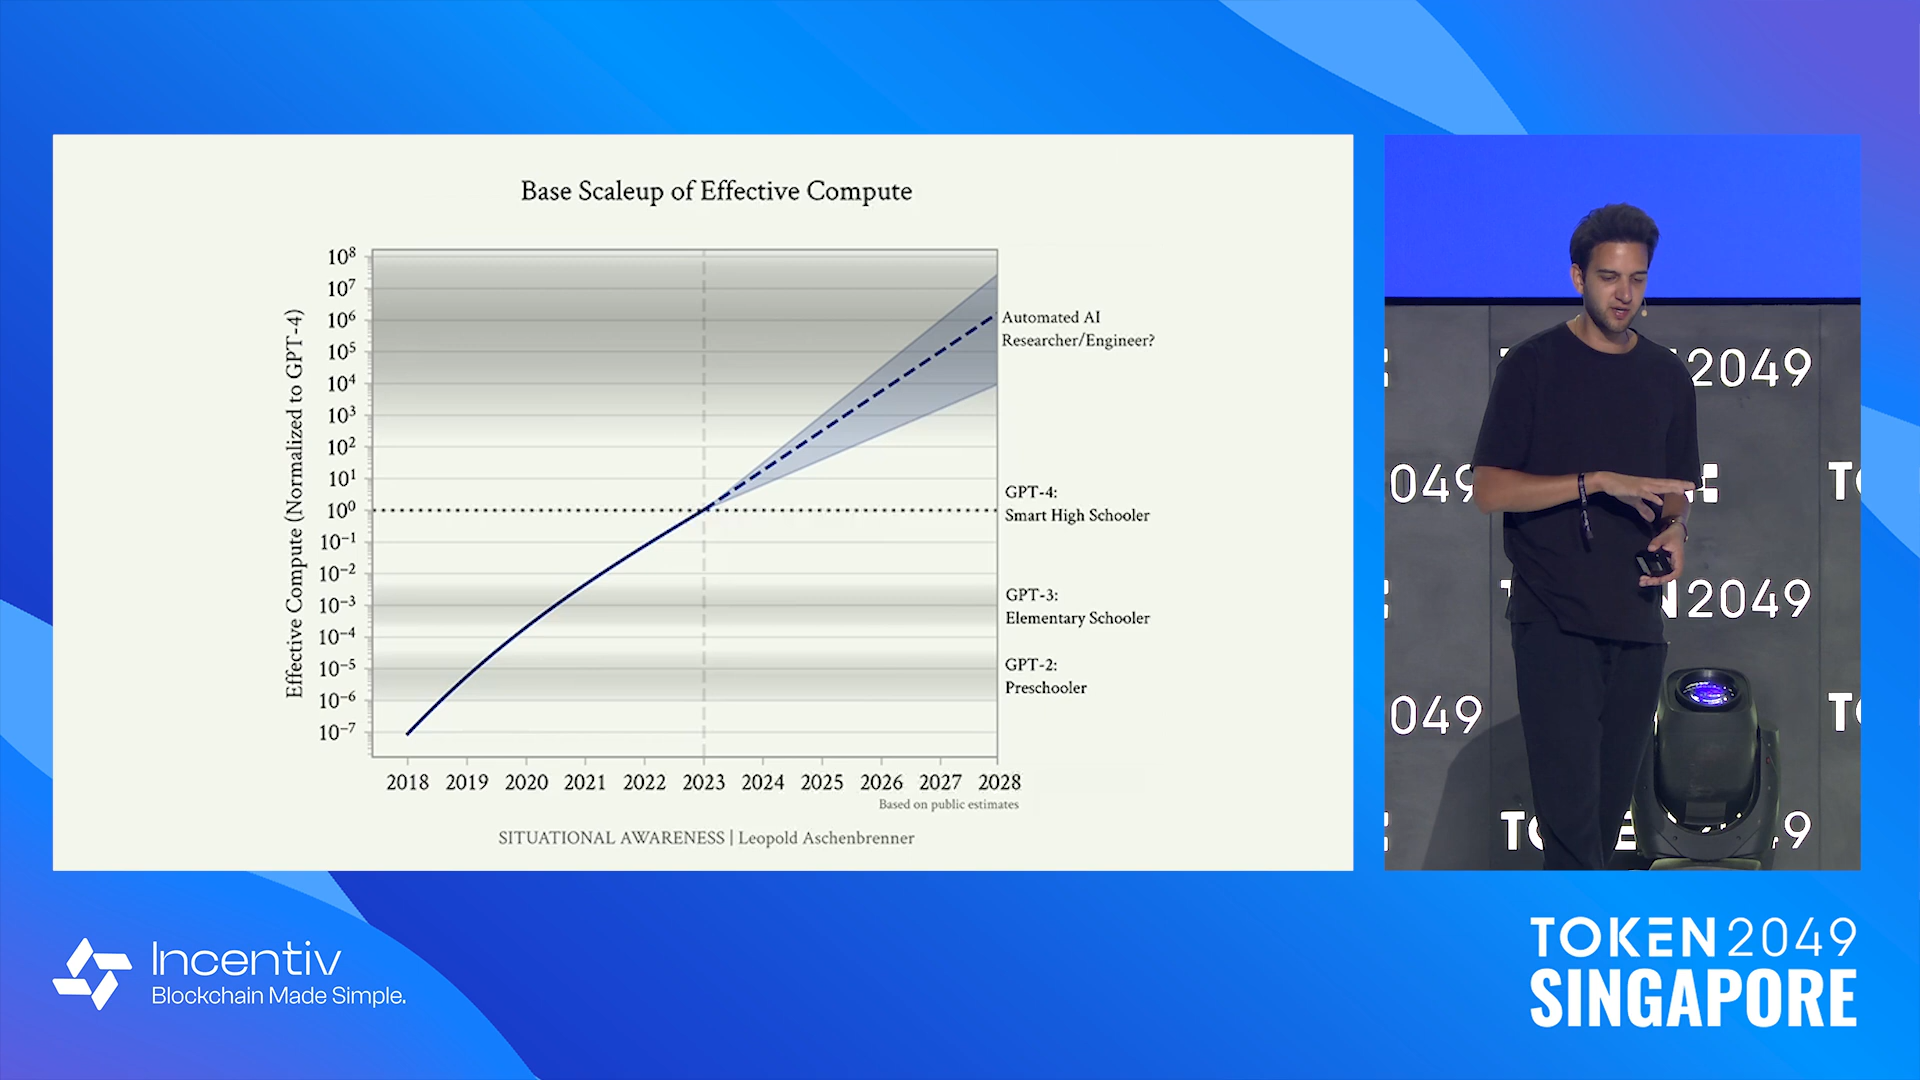 Base Scaleup of Effective Compute
Effective Compute (Normalized to GPT-4)
10⁸
10⁷
10⁶
10⁵
10⁴
10³
10²
10¹
10⁰
10⁻¹
10⁻²
10⁻³
10⁻⁴
10⁻⁵
10⁻⁶
10⁻⁷
Automated AI
Researcher/Engineer?
GPT-4:
Smart High Schooler
GPT-3:
Elementary Schooler
GPT-2:
Preschooler
2018 2019 2020 2021 2022 2023 2024 2025 2026 2027 2028
Based on public estimates
SITUATIONAL AWARENESS | Leopold Aschenbrenner
2049
049
N2049
049
9
Incentiv
Blockchain Made Simple.
TOKEN2049
SINGAPORE